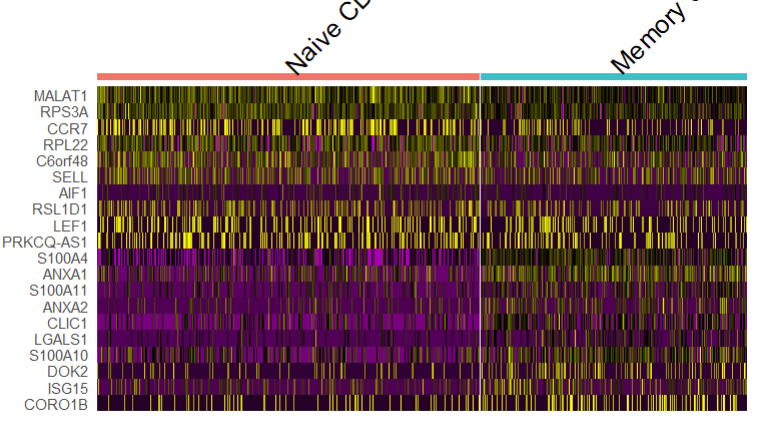 Naive CD
Memory
MALAT1
RPS3A
CCR7
RPL22
C6orf48
SELL
AIF1
RSL1D1
LEF1
PRKCQ-AS1
S100A4
ANXA1
S100A11
ANXA2
CLIC1
LGALS1
S100A10
DOK2
ISG15
CORO1B